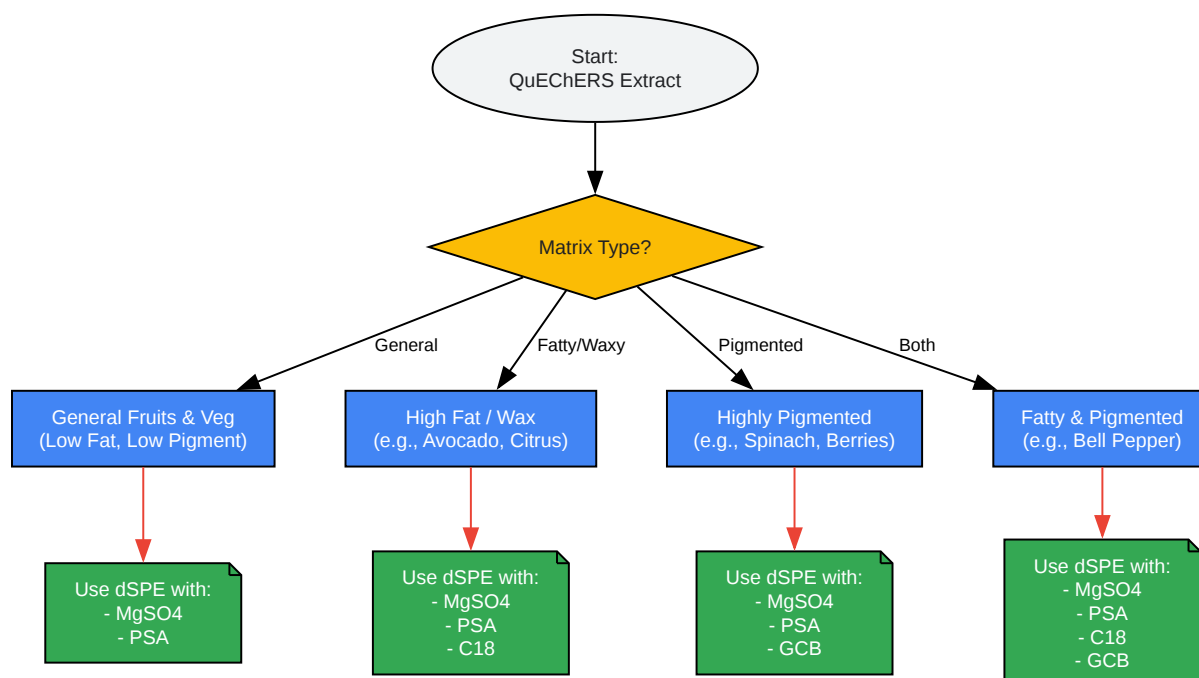 Start:
QuEChERS Extract
Matrix Type?
General
Fatty/Waxy
Pigmented
Both
General Fruits & Veg
(Low Fat, Low Pigment)
High Fat / Wax
(e.g., Avocado, Citrus)
Highly Pigmented
(e.g., Spinach, Berries)
Fatty & Pigmented
(e.g., Bell Pepper)
Use dSPE with:
- MgSO4
- PSA
Use dSPE with:
- MgSO4
- PSA
- C18
Use dSPE with:
- MgSO4
- PSA
- GCB
Use dSPE with:
- MgSO4
- PSA
- C18
- GCB